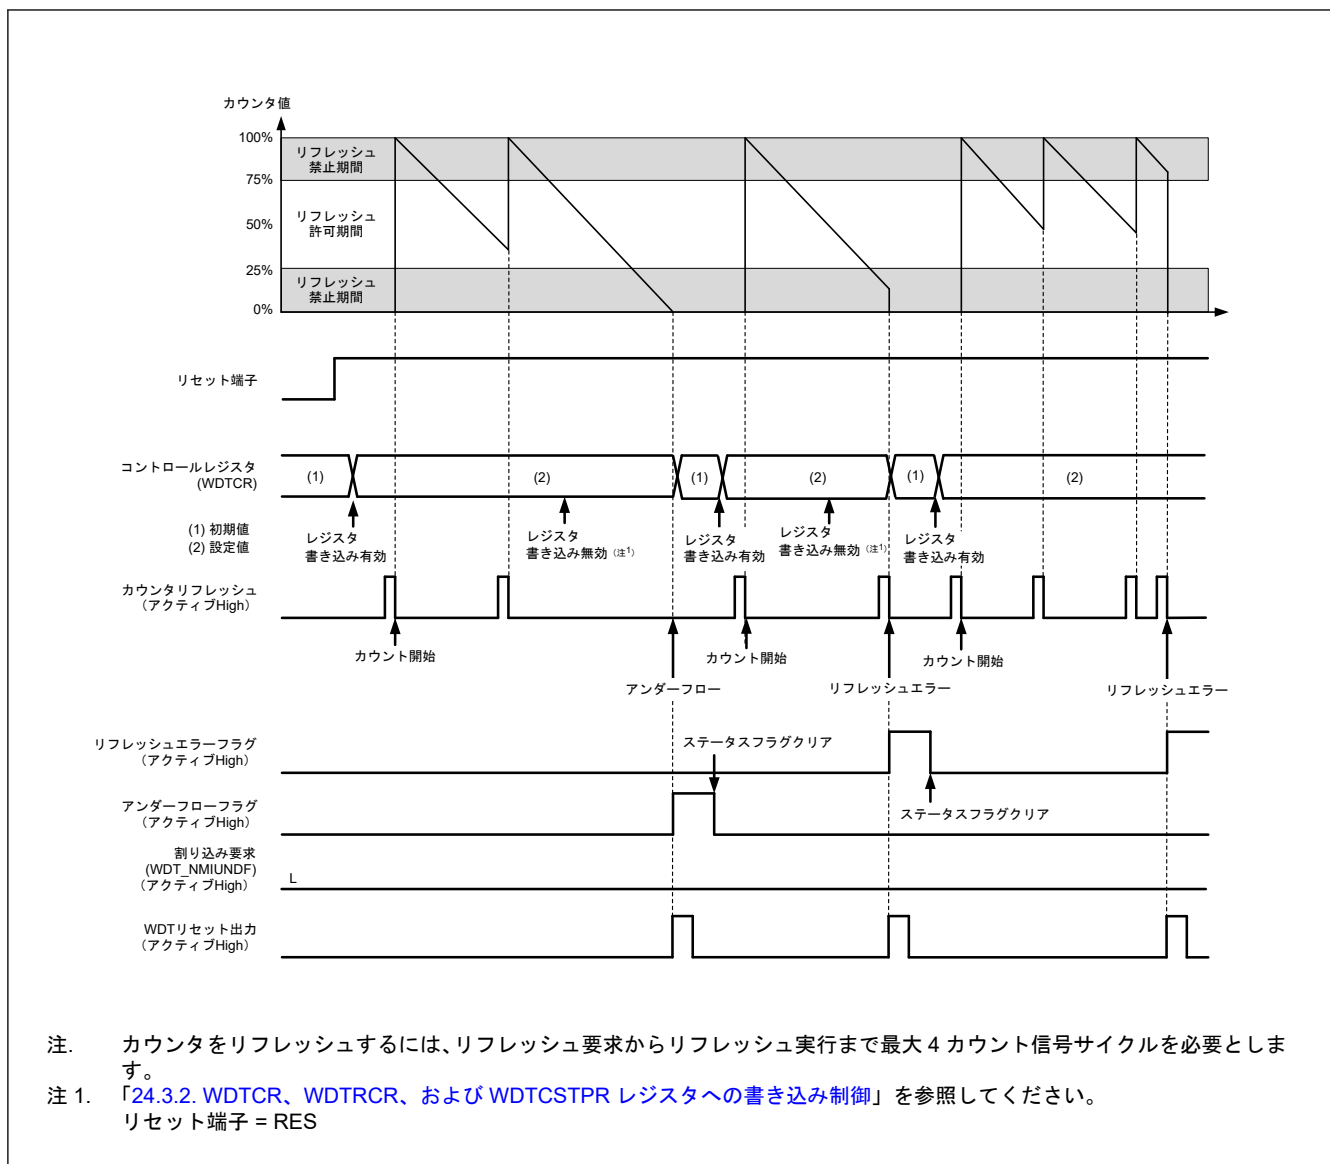 カウンタ値
100%
リフレッシュ
禁止期間
75%
リフレッシュ
許可期間
50%
25%
リフレッシュ
禁止期間
0%
リセット端子
コントロールレジスタ
(WDTCR)
(1)
(2)
(1)
(2)
(1)
(2)
(1) 初期値
(2) 設定値
レジスタ
書き込み有効
レジスタ
書き込み無効（注1）
レジスタ
書き込み有効
レジスタ
書き込み無効（注1）
レジスタ
書き込み有効
カウンタリフレッシュ
（アクティブHigh）
カウント開始
カウント開始
カウント開始
アンダーフロー
リフレッシュエラー
リフレッシュエラー
リフレッシュエラーフラグ
（アクティブHigh）
ステータスフラグクリア
アンダーフローフラグ
（アクティブHigh）
ステータスフラグクリア
割り込み要求
(WDT_NMIUNDF)
（アクティブHigh）
L
WDTリセット出力
（アクティブHigh）
注. カウンタをリフレッシュするには、リフレッシュ要求からリフレッシュ実行まで最大 4 カウント信号サイクルを必要としま
す。
注 1. 「24.3.2. WDTCR、WDTRCR、および WDTCSTPR レジスタへの書き込み制御」を参照してください。
リセット端子 = RES